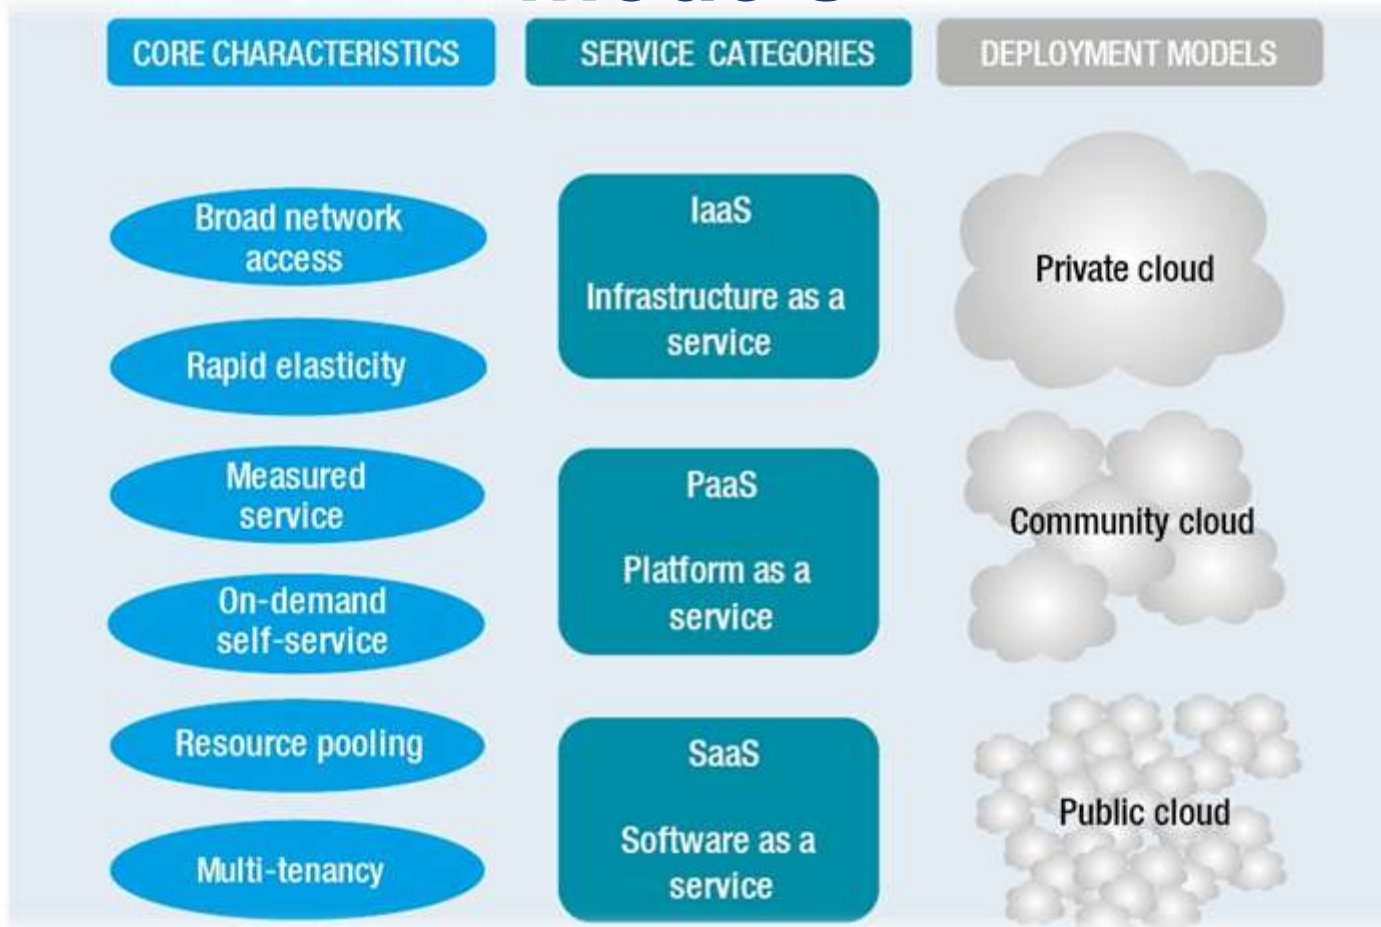 CORE CHARACTERISTICS
SERVICE CATEGORIES
DEPLOYMENT MODELS
Broad network
access
Rapid elasticity
Measured
service
On-demand
self-service
Resource pooling
Multi-tenancy
IaaS
Infrastructure as a
service
PaaS
Platform as a
service
SaaS
Software as a
service
Private cloud
Community cloud
Public cloud